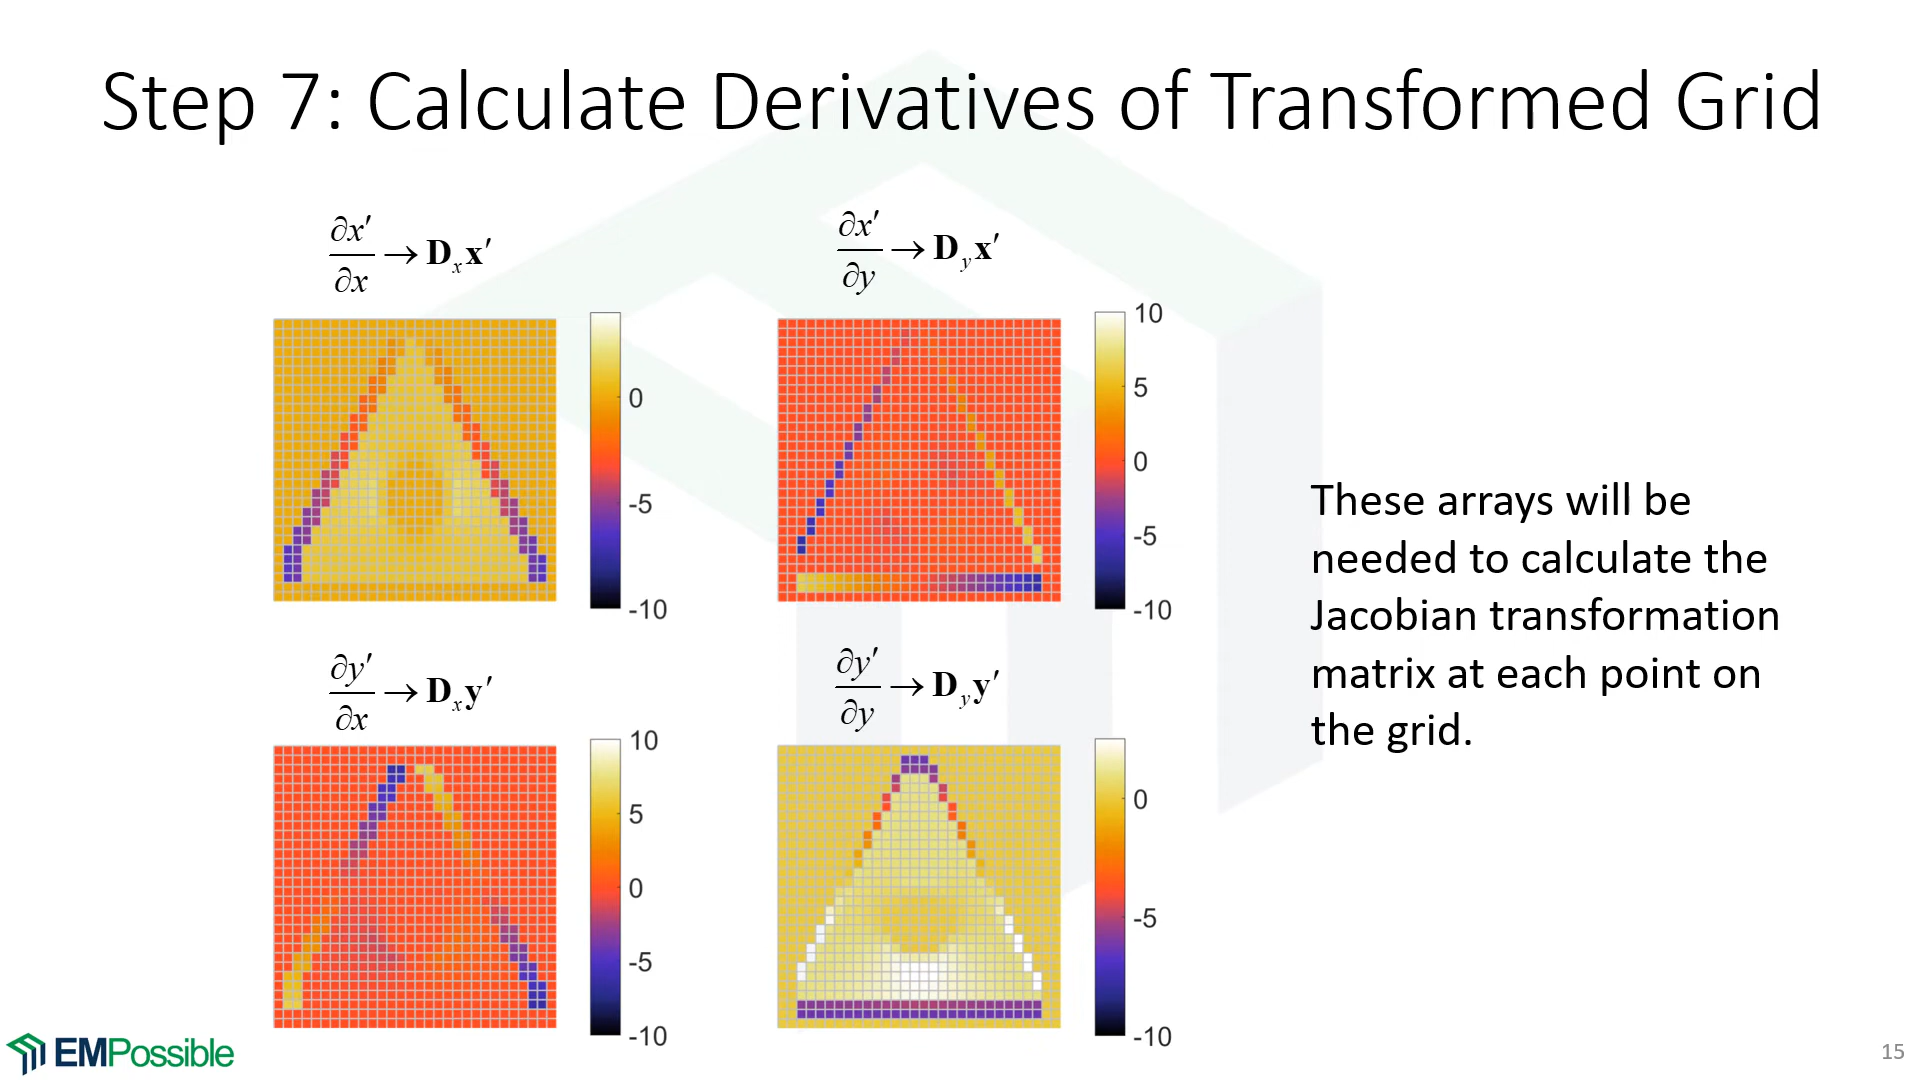 Step 7: Calculate Derivatives of Transformed Grid
∂x′/∂x → Dₓx′
0
-5
-10
∂x′/∂y → D_y x′
10
5
0
-5
-10
∂y′/∂x → Dₓy′
10
5
0
-5
-10
∂y′/∂y → D_y y′
0
-5
-10
These arrays will be
needed to calculate the
Jacobian transformation
matrix at each point on
the grid.
EMPossible
15